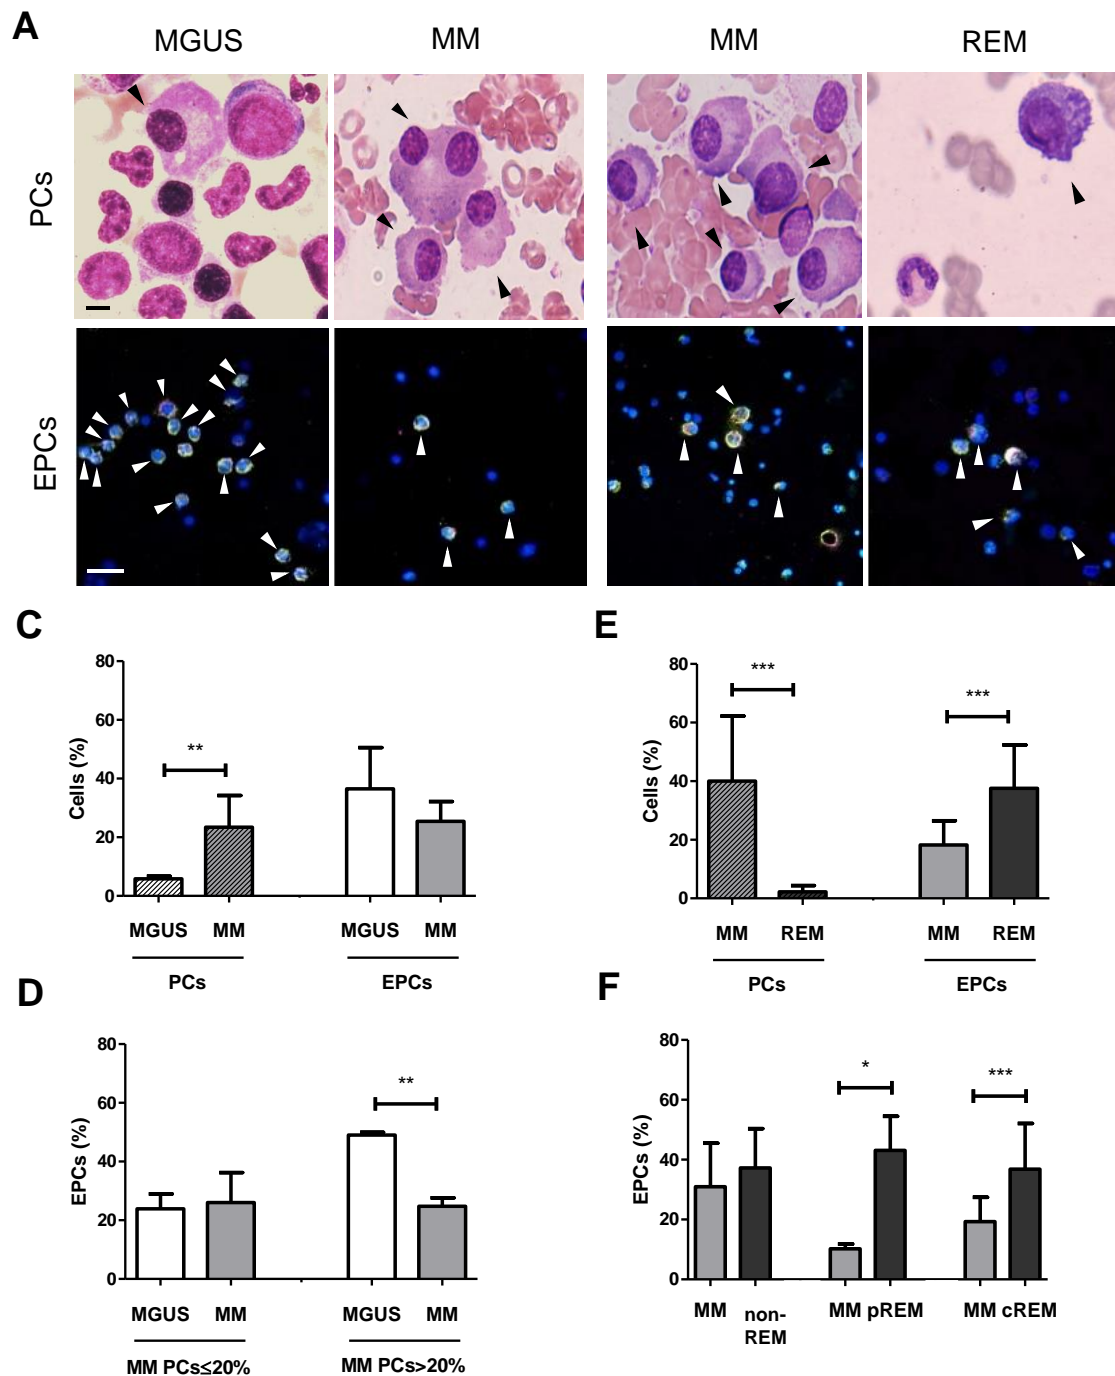 A
MGUS MM MM REM
PCs
EPCs
C
80
60
40
20
0
Cells (%)
**
MGUS MM MGUS MM
PCs EPCs
E
80
60
40
20
0
Cells (%)
***
***
MM REM MM REM
PCs EPCs
D
80
60
40
20
0
EPCs (%)
**
MGUS MM MGUS MM
MM PCs≤20% MM PCs>20%
F
80
60
40
20
0
EPCs (%)
*
***
MM non- MM pREM MM cREM
REM